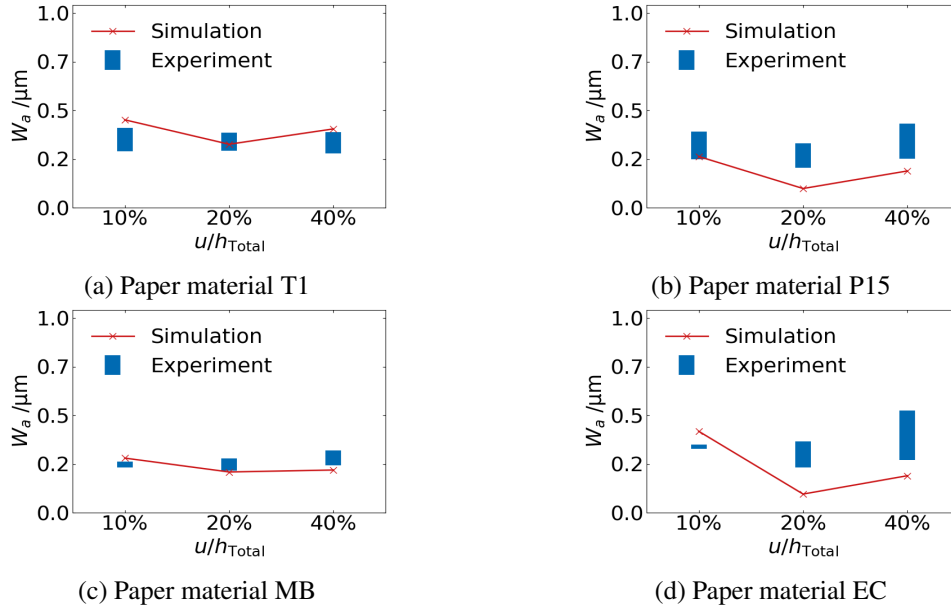 1.0
0.7
0.5
0.2
0.0
W_a /μm
Simulation
Experiment
10% 20% 40%
u/h_Total
(a) Paper material T1
1.0
0.7
0.5
0.2
0.0
W_a /μm
Simulation
Experiment
10% 20% 40%
u/h_Total
(b) Paper material P15
1.0
0.7
0.5
0.2
0.0
W_a /μm
Simulation
Experiment
10% 20% 40%
u/h_Total
(c) Paper material MB
1.0
0.7
0.5
0.2
0.0
W_a /μm
Simulation
Experiment
10% 20% 40%
u/h_Total
(d) Paper material EC